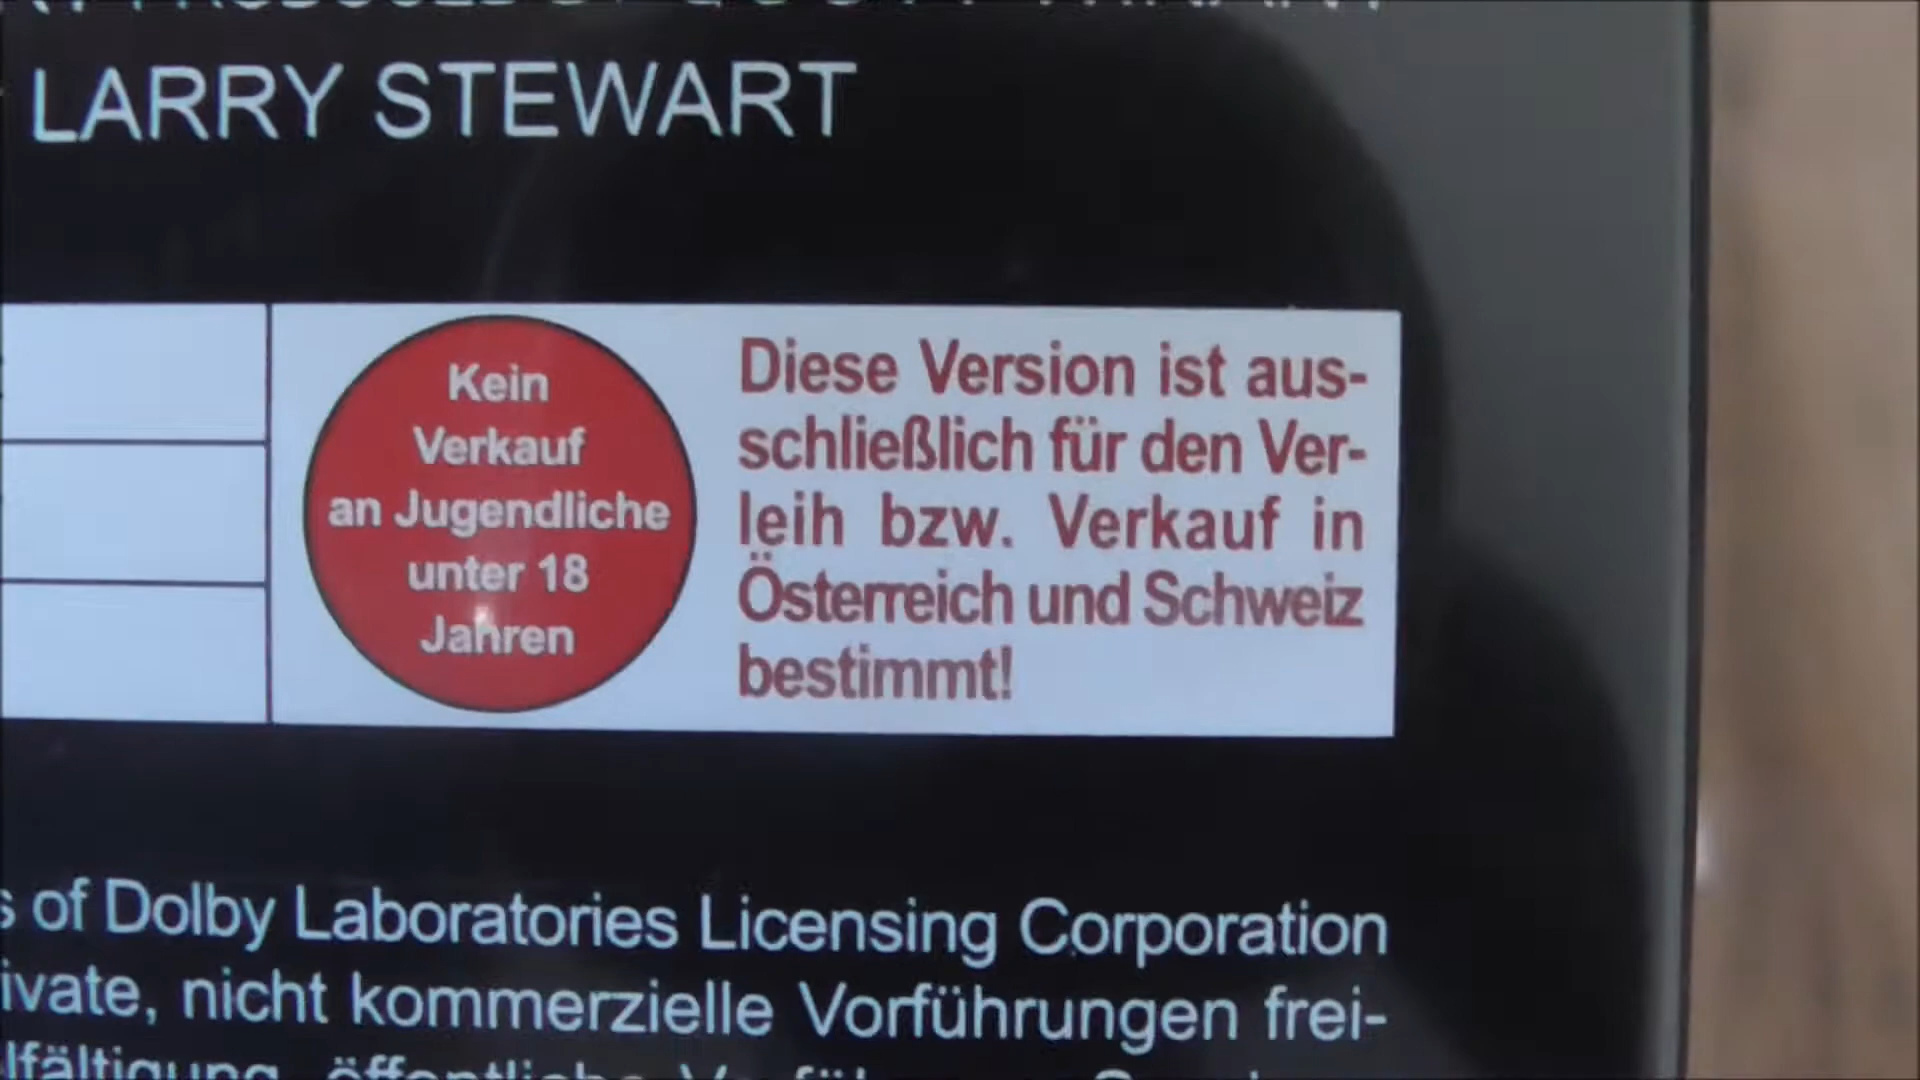 LARRY STEWART
Kein
Verkauf
an Jugendliche
unter 18
Jahren
Diese Version ist aus-
schließlich für den Ver-
leih bzw. Verkauf in
Österreich und Schweiz
bestimmt!
of Dolby Laboratories Licensing Corporation
nicht kommerzielle Vorführungen frei-